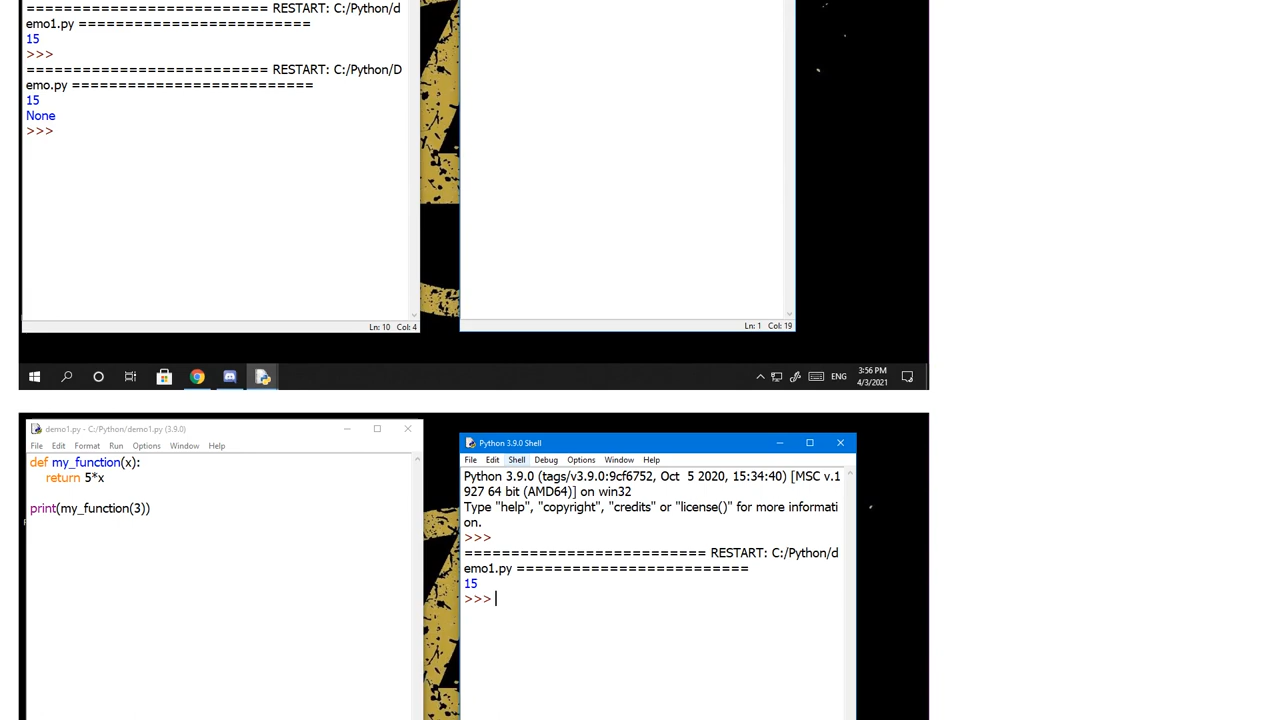 ========================== RESTART: C:/Python/d
emo1.py =========================
15
>>>
========================== RESTART: C:/Python/D
emo.py ==========================
15
None
>>>
Ln: 10 Col: 4
Ln: 1 Col: 19
ENG
3:56 PM
4/3/2021
demo1.py - C:/Python/demo1.py (3.9.0)
File Edit Format Run Options Window Help
def my_function(x):
    return 5*x
print(my_function(3))
Python 3.9.0 Shell
File Edit Shell Debug Options Window Help
Python 3.9.0 (tags/v3.9.0:9cf6752, Oct  5 2020, 15:34:40) [MSC v.1
927 64 bit (AMD64)] on win32
Type "help", "copyright", "credits" or "license()" for more informati
on.
>>>
========================== RESTART: C:/Python/d
emo1.py =========================
15
>>>